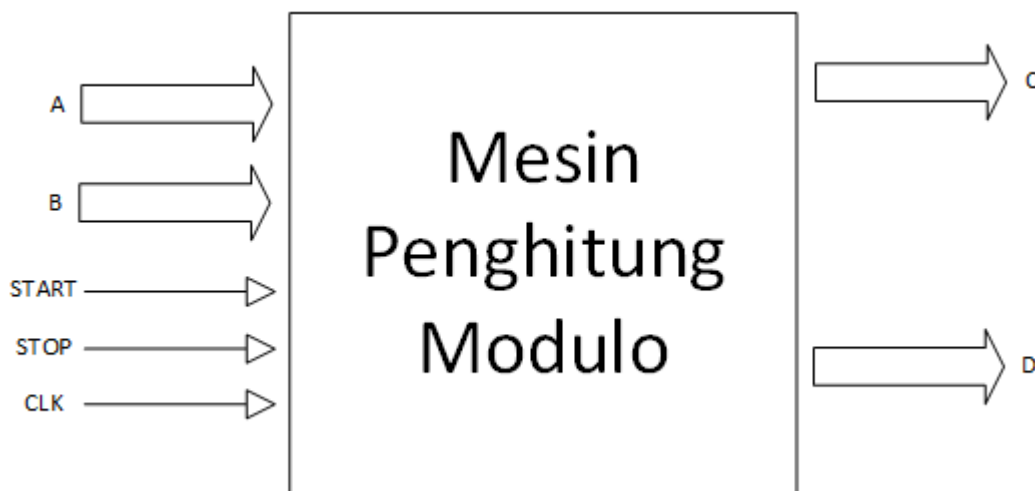 A
B
START
STOP
CLK
Mesin
Penghitung
Modulo
C
D